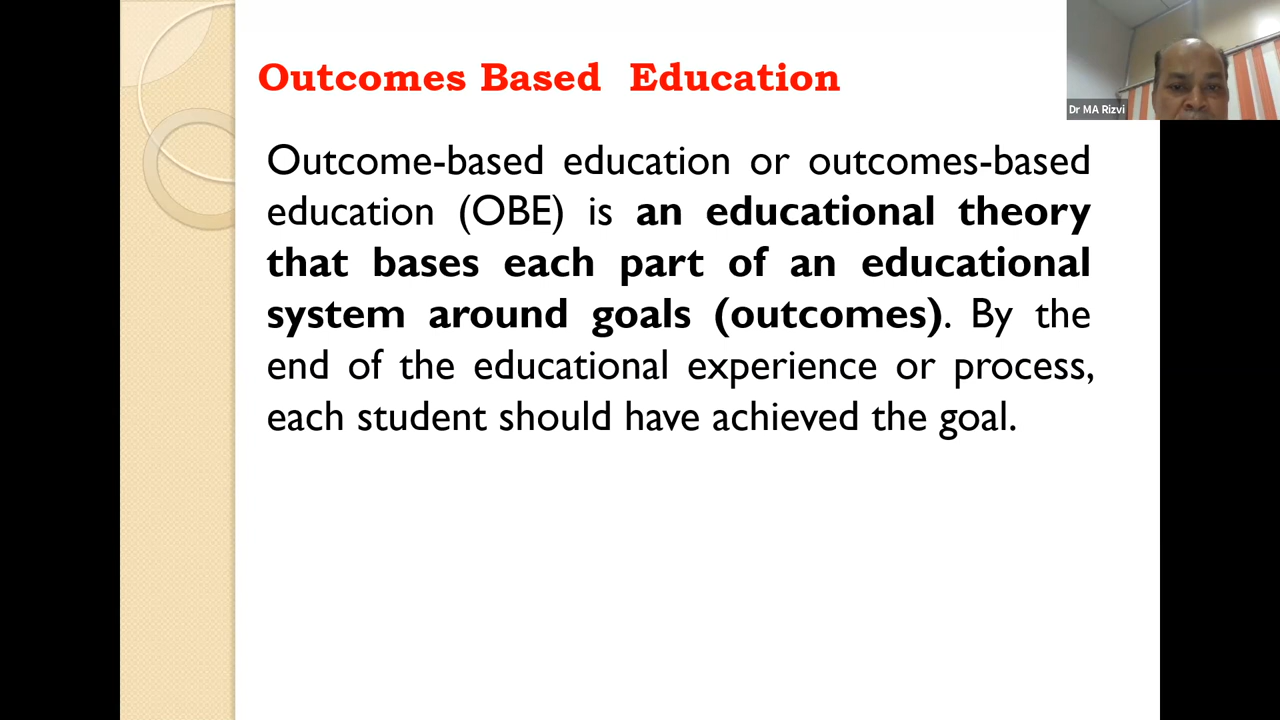 Outcomes Based Education
Dr MA Rizvi
Outcome-based education or outcomes-based
education (OBE) is an educational theory
that bases each part of an educational
system around goals (outcomes). By the
end of the educational experience or process,
each student should have achieved the goal.